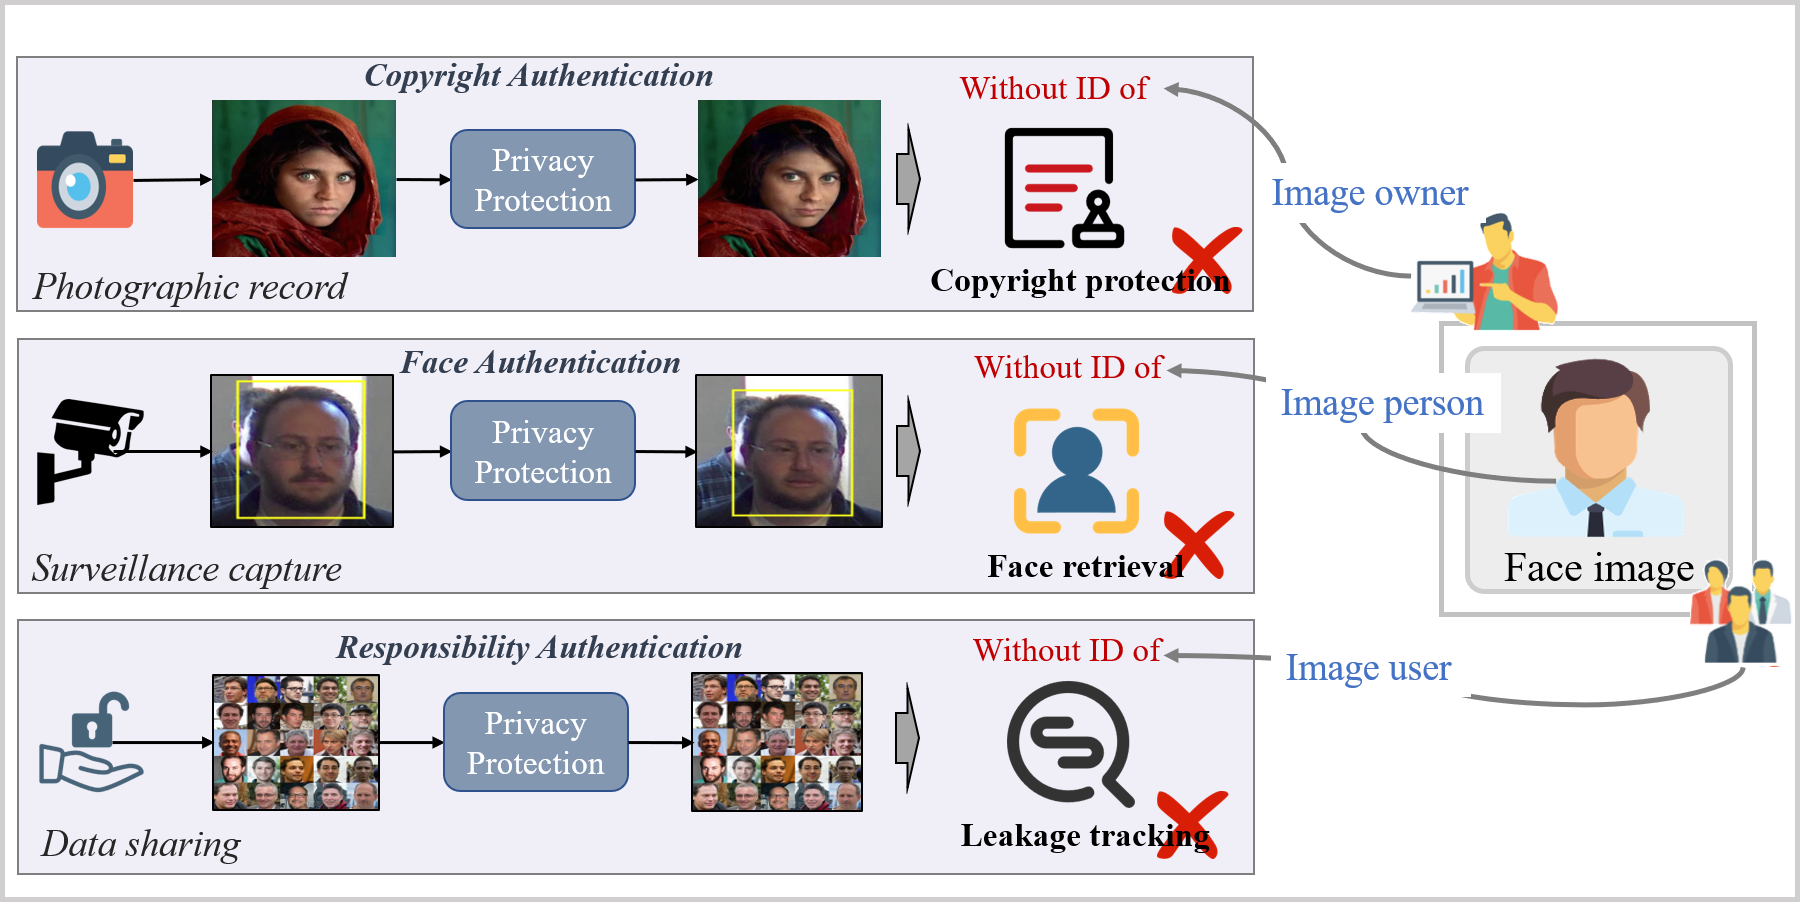 Copyright Authentication
Without ID of
Privacy
Protection
Photographic record
Copyright protection
Image owner
Face Authentication
Without ID of
Privacy
Protection
Surveillance capture
Face retrieval
Image person
Face image
Responsibility Authentication
Without ID of
Privacy
Protection
Data sharing
Leakage tracking
Image user